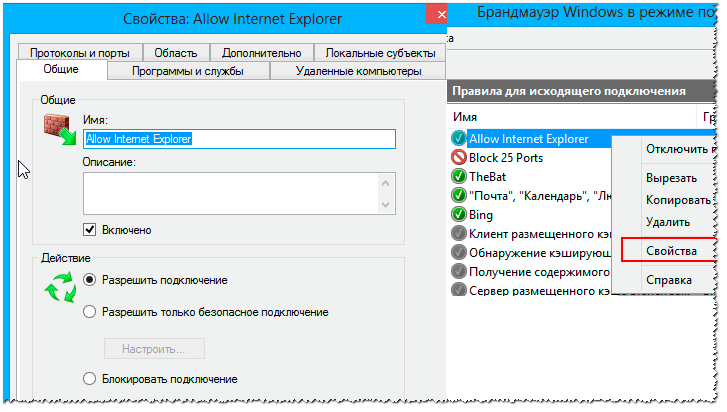 Свойства: Allow Internet Explorer
Протоколы и порты
Область
Дополнительно
Локальные субъекты
Общие
Программы и службы
Удаленные компьютеры
Общие
Имя:
Allow Internet Explorer
Описание:
Включено
Действие
Разрешить подключение
Разрешить только безопасное подключение
Настроить...
Блокировать подключение
Брандмауэр Windows в режиме по
Правила для исходящего подключения
Имя
Гр
Allow Internet Explorer
Block 25 Ports
TheBat
"Почта", "Календарь", "Лю
Bing
Клиент размещенного кэ
Обнаружение кэширующ
Получение содержимого
Сервер размещенного кэ
Отключить п
Вырезать
Копировать
Удалить
Свойства
Справка